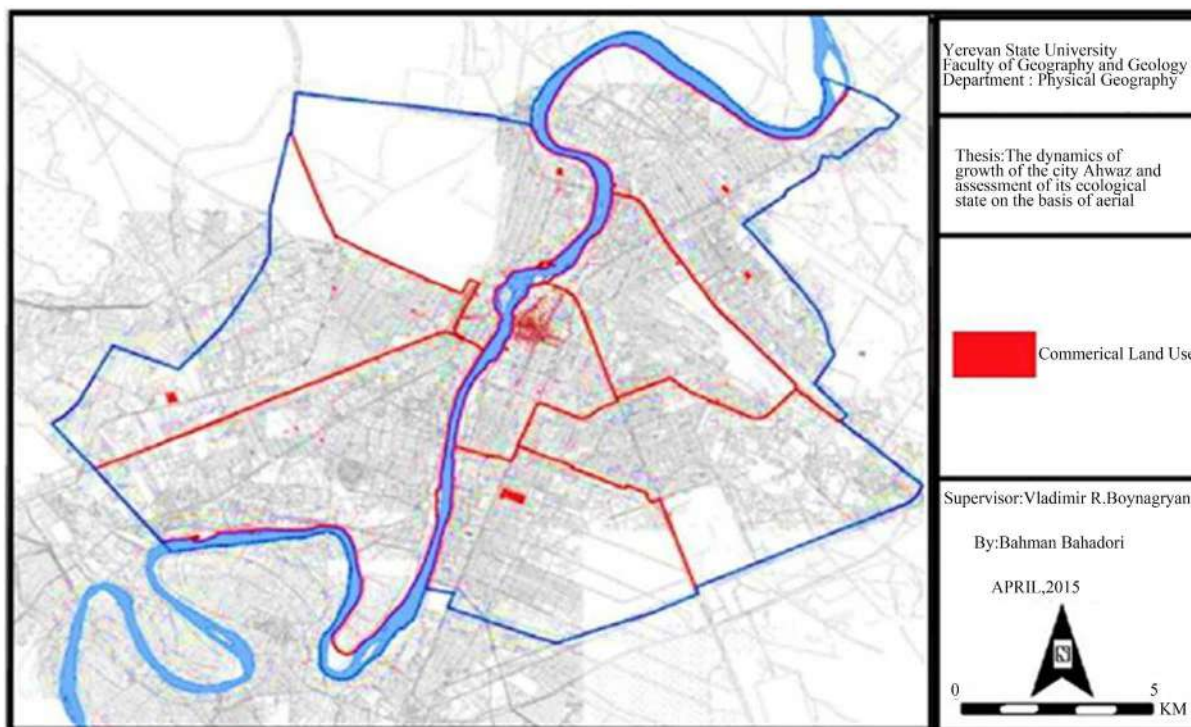 Yerevan State University
Faculty of Geography and Geology
Department : Physical Geography
Thesis:The dynamics of
growth of the city Ahwaz and
assessment of its ecological
state on the basis of aerial
Commerical Land Use
Supervisor:Vladimir R.Boynagryan
By:Bahman Bahadori
APRIL,2015
0 5
KM